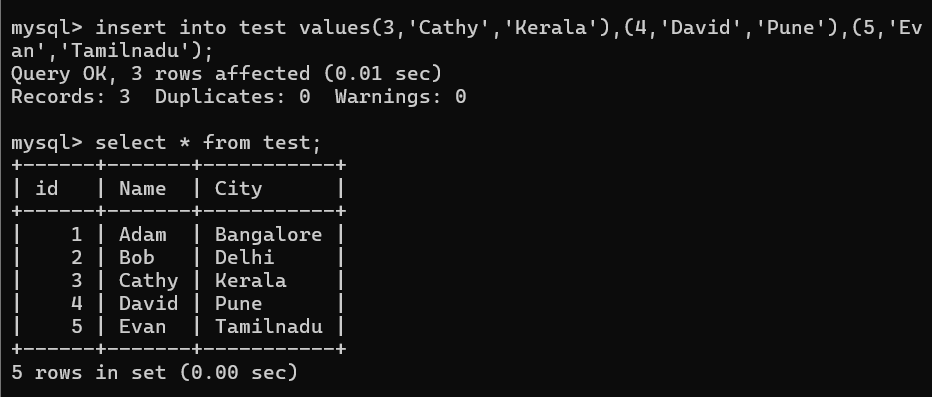 mysql> insert into test values(3,'Cathy','Kerala'),(4,'David','Pune'),(5,'Ev
an','Tamilnadu');
Query OK, 3 rows affected (0.01 sec)
Records: 3  Duplicates: 0  Warnings: 0

mysql> select * from test;
+------+-------+-----------+
| id   | Name  | City      |
+------+-------+-----------+
|    1 | Adam  | Bangalore |
|    2 | Bob   | Delhi     |
|    3 | Cathy | Kerala    |
|    4 | David | Pune      |
|    5 | Evan  | Tamilnadu |
+------+-------+-----------+
5 rows in set (0.00 sec)